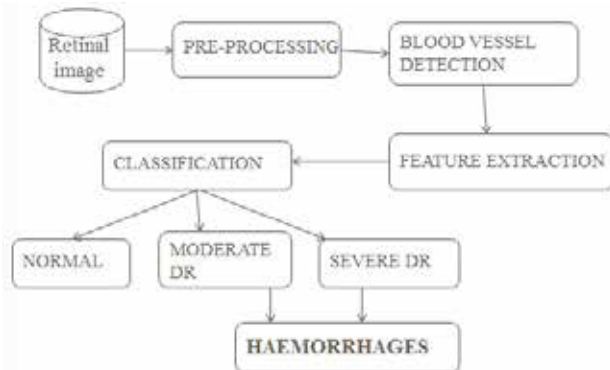 Retinal
image
PRE-PROCESSING
BLOOD VESSEL
DETECTION
FEATURE EXTRACTION
CLASSIFICATION
NORMAL
MODERATE
DR
SEVERE DR
HAEMORRHAGES